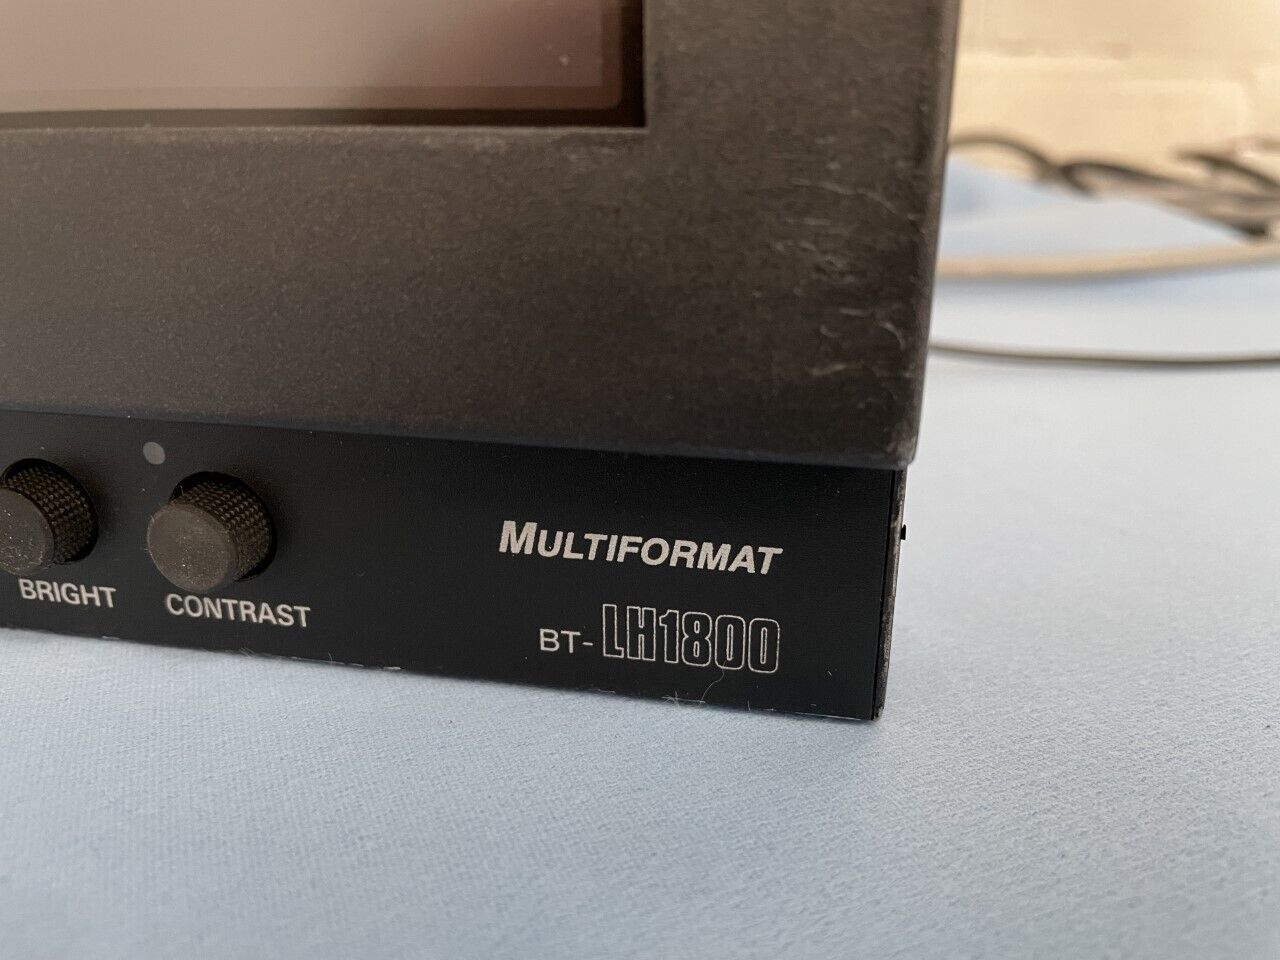 BRIGHT
CONTRAST
MULTIFORMAT
BT-LH1800